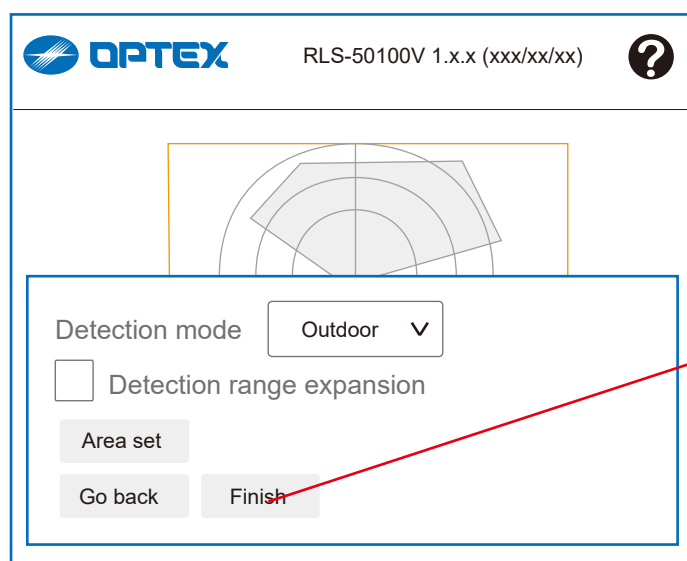 OPTEX
RLS-50100V 1.x.x (xxx/xx/xx)
?
Detection mode
Outdoor
Detection range expansion
Area set
Go back
Finish